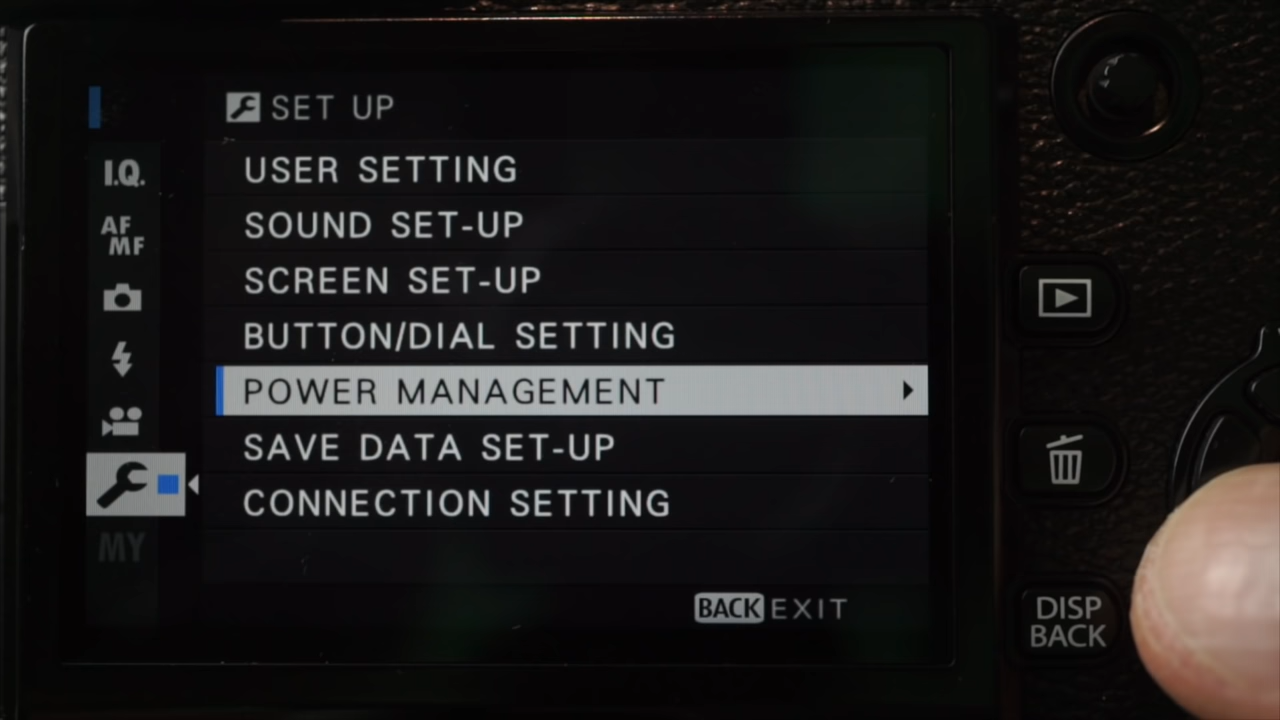 SET UP
I.Q.
AF
MF
MY
USER SETTING
SOUND SET-UP
SCREEN SET-UP
BUTTON/DIAL SETTING
POWER MANAGEMENT
SAVE DATA SET-UP
CONNECTION SETTING
BACK EXIT
DISP
BACK